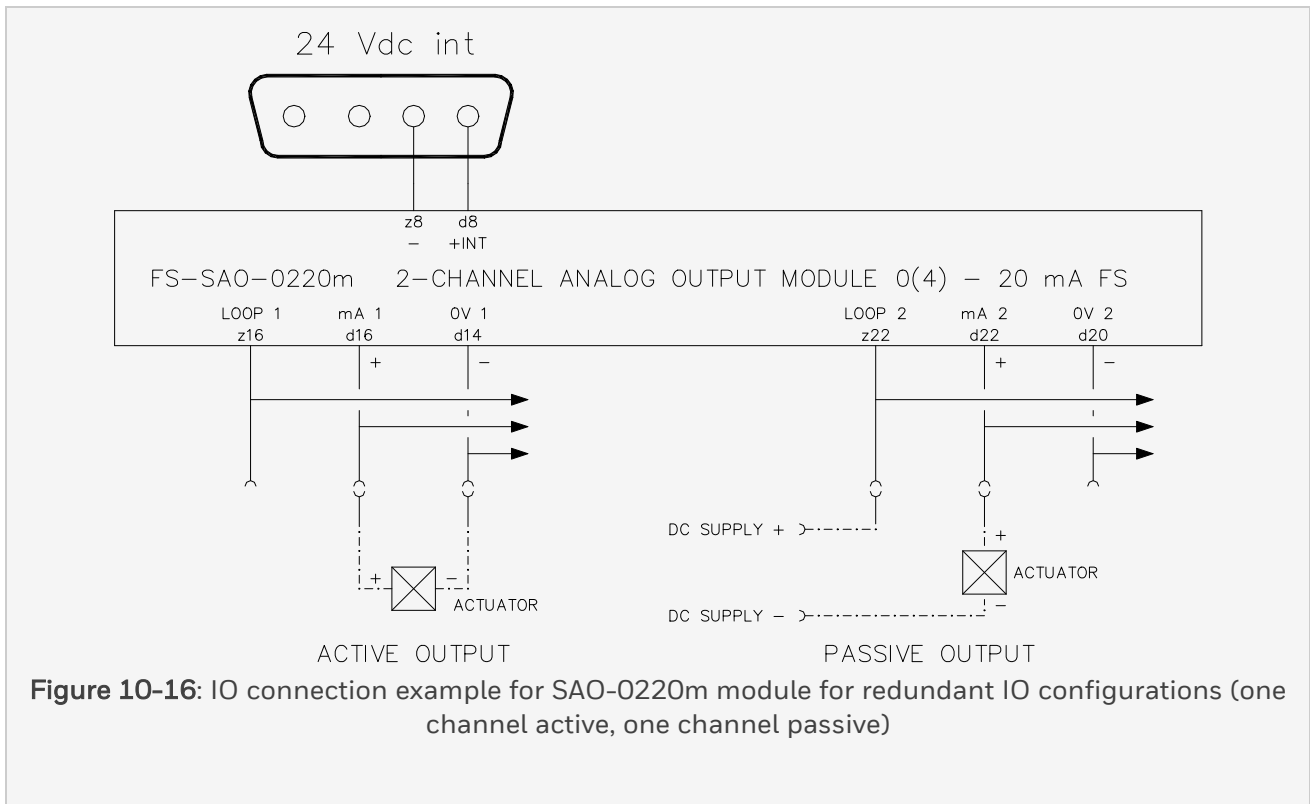 24 Vdc int
z8 d8
− +INT
FS−SAO−0220m 2−CHANNEL ANALOG OUTPUT MODULE 0(4) − 20 mA FS
LOOP 1 mA 1 0V 1 LOOP 2 mA 2 0V 2
z16 d16 d14 z22 d22 d20
+ − + −
DC SUPPLY + +
+ − ACTUATOR
ACTUATOR −
DC SUPPLY −
ACTIVE OUTPUT PASSIVE OUTPUT
Figure 10-16: IO connection example for SAO-0220m module for redundant IO configurations (one
channel active, one channel passive)